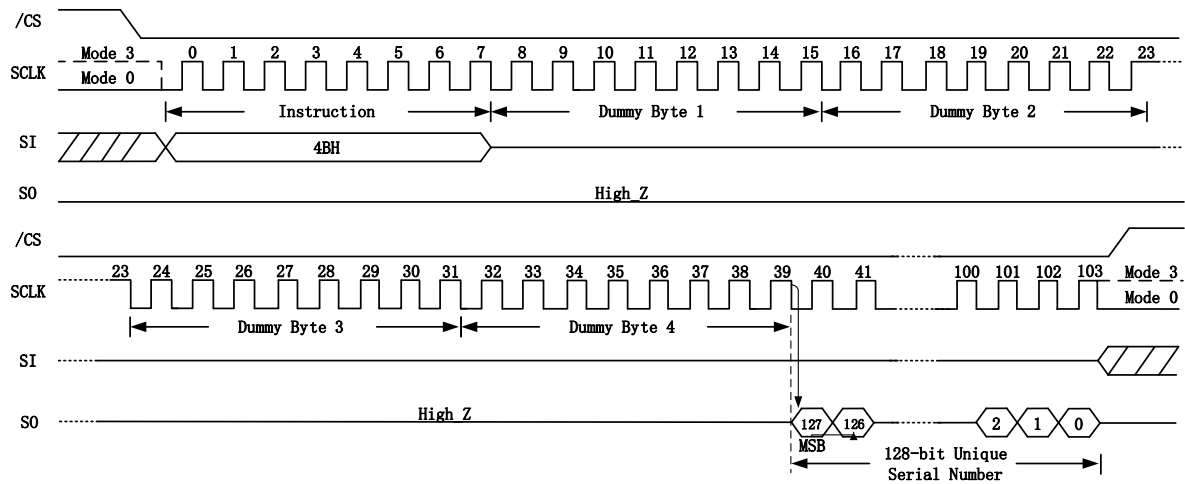 /CS
Mode 3 0 1 2 3 4 5 6 7 8 9 10 11 12 13 14 15 16 17 18 19 20 21 22 23
SCLK
Mode 0
Instruction Dummy Byte 1 Dummy Byte 2
SI
4BH
SO
High_Z
/CS
23 24 25 26 27 28 29 30 31 32 33 34 35 36 37 38 39 40 41 100 101 102 103 Mode 3
SCLK
Mode 0
Dummy Byte 3 Dummy Byte 4
SI
High_Z
SO
127 126 2 1 0
MSB
128-bit Unique
Serial Number